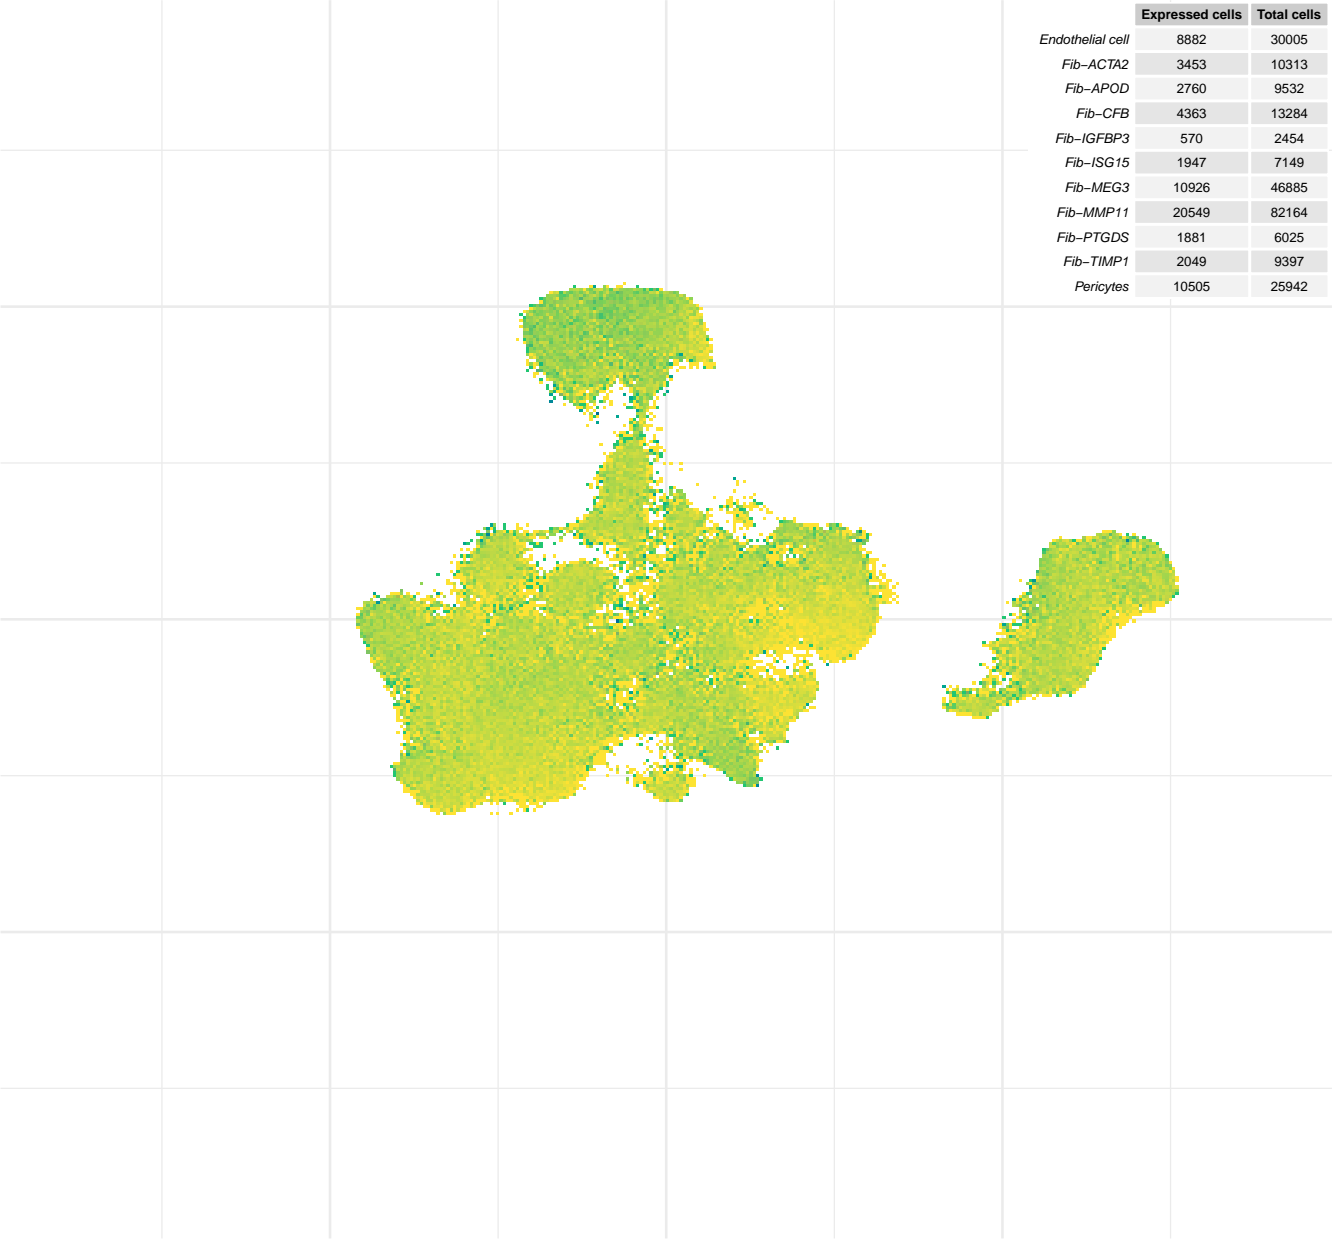 Expressed cells Total cells
Endothelial cell 8882 30005
Fib−ACTA2 3453 10313
Fib−APOD 2760 9532
Fib−CFB 4363 13284
Fib−IGFBP3 570 2454
Fib−ISG15 1947 7149
Fib−MEG3 10926 46885
Fib−MMP11 20549 82164
Fib−PTGDS 1881 6025
Fib−TIMP1 2049 9397
Pericytes 10505 25942